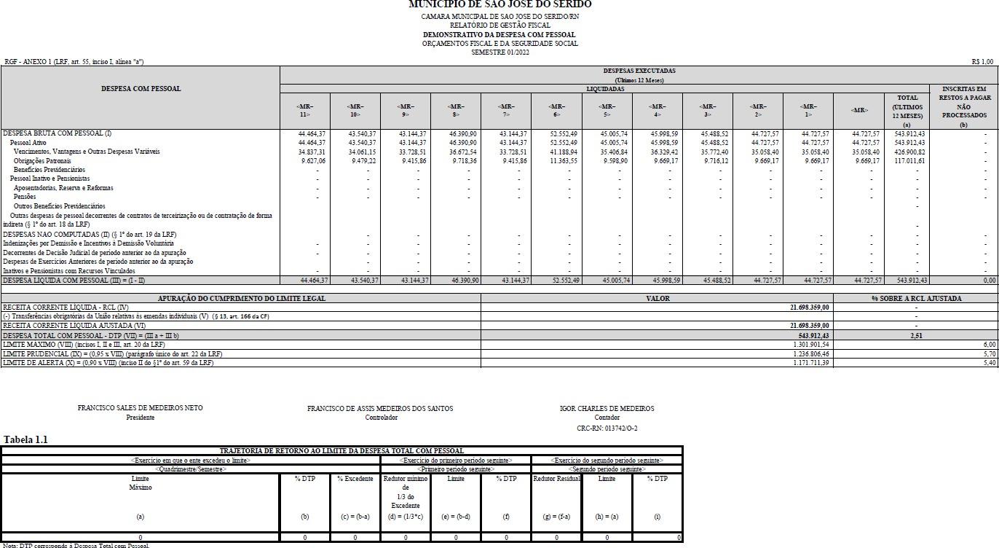 MUNICÍPIO DE SÃO JOSÉ DO SERIDÓ
CAMARA MUNICIPAL DE SAO JOSE DO SERIDO/RN
RELATÓRIO DE GESTÃO FISCAL
DEMONSTRATIVO DA DESPESA COM PESSOAL
ORÇAMENTOS FISCAL E DA SEGURIDADE SOCIAL
SEMESTRE 01/2022
RGF - ANEXO 1 (LRF, art. 55, inciso I, alínea "a") R$ 1,00
DESPESA COM PESSOAL
DESPESAS EXECUTADAS
(Últimos 12 Meses)
LIQUIDADAS
INSCRITAS EM RESTOS A PAGAR NÃO PROCESSADOS (b)
<MR–11> <MR–10> <MR–9> <MR–8> <MR–7> <MR–6> <MR–5> <MR–4> <MR–3> <MR–2> <MR–1> <MR> TOTAL (ÚLTIMOS 12 MESES) (a)
DESPESA BRUTA COM PESSOAL (I) 44.464,37 43.540,37 43.144,37 46.390,90 43.144,37 52.552,49 45.005,74 45.998,59 45.488,52 44.727,57 44.727,57 44.727,57 543.912,43 -
Pessoal Ativo 44.464,37 43.540,37 43.144,37 46.390,90 43.144,37 52.552,49 45.005,74 45.998,59 45.488,52 44.727,57 44.727,57 44.727,57 543.912,43 -
Vencimentos, Vantagens e Outras Despesas Variáveis 34.837,31 34.061,15 33.728,51 36.672,54 33.728,51 41.188,94 35.406,84 36.329,42 35.772,40 35.058,40 35.058,40 35.058,40 426.900,82 -
Obrigações Patronais 9.627,06 9.479,22 9.415,86 9.718,36 9.415,86 11.363,55 9.598,90 9.669,17 9.716,12 9.669,17 9.669,17 9.669,17 117.011,61 -
Benefícios Previdenciários - - - - - - - - - - - - - -
Pessoal Inativo e Pensionistas - - - - - - - - - - - - - -
Aposentadorias, Reserva e Reformas - - - - - - - - - - - - - -
Pensões - - - - - - - - - - - - - -
Outros Benefícios Previdenciários -
Outras despesas de pessoal decorrentes de contratos de terceirização ou de contratação de forma
indireta (§ 1º do art. 18 da LRF) -
DESPESAS NÃO COMPUTADAS (II) (§ 1º do art. 19 da LRF) - - - - - - - - - - - - -
Indenizações por Demissão e Incentivos à Demissão Voluntária - - - - - - - - - - - - - -
Decorrentes de Decisão Judicial de período anterior ao da apuração - - - - - - - - - - - - - -
Despesas de Exercícios Anteriores de período anterior ao da apuração - - - - - - - - - - - - -
Inativos e Pensionistas com Recursos Vinculados - - - - - - - - - - - - - -
DESPESA LÍQUIDA COM PESSOAL (III) = (I - II) 44.464,37 43.540,37 43.144,37 46.390,90 43.144,37 52.552,49 45.005,74 45.998,59 45.488,52 44.727,57 44.727,57 44.727,57 543.912,43 0,00
APURAÇÃO DO CUMPRIMENTO DO LIMITE LEGAL VALOR % SOBRE A RCL AJUSTADA
RECEITA CORRENTE LÍQUIDA - RCL (IV) 21.698.359,00 -
(-) Transferências obrigatórias da União relativas às emendas individuais (V) (§ 13, art. 166 da CF) -
RECEITA CORRENTE LÍQUIDA AJUSTADA (VI) 21.698.359,00 -
DESPESA TOTAL COM PESSOAL - DTP (VII) = (III a + III b) 543.912,43 2,51
LIMITE MÁXIMO (VIII) (incisos I, II e III, art. 20 da LRF) 1.301.901,54 6,00
LIMITE PRUDENCIAL (IX) = (0,95 x VIII) (parágrafo único do art. 22 da LRF) 1.236.806,46 5,70
LIMITE DE ALERTA (X) = (0,90 x VIII) (inciso II do §1º do art. 59 da LRF) 1.171.711,39 5,40
FRANCISCO SALES DE MEDEIROS NETO FRANCISCO DE ASSIS MEDEIROS DOS SANTOS IGOR CHARLES DE MEDEIROS
Presidente Controlador Contador
CRC-RN: 013742/O-2
Tabela 1.1
TRAJETÓRIA DE RETORNO AO LIMITE DA DESPESA TOTAL COM PESSOAL
<Exercício em que o ente excedeu o limite> <Exercício do primeiro período seguinte> <Exercício do segundo período seguinte>
<Quadrimestre/Semestre> <Primeiro período seguinte> <Segundo período seguinte>
Limite % DTP % Excedente Redutor mínimo Limite % DTP Redutor Residual Limite % DTP
Máximo de
1/3 do
Excedente
(a) (b) (c) = (b-a) (d) = (1/3*c) (e) = (b-d) (f) (g) = (f-a) (h) = (a) (i)
0 0 0 0 0 0 0 0 0
Nota: DTP corresponde à Despesa Total com Pessoal.